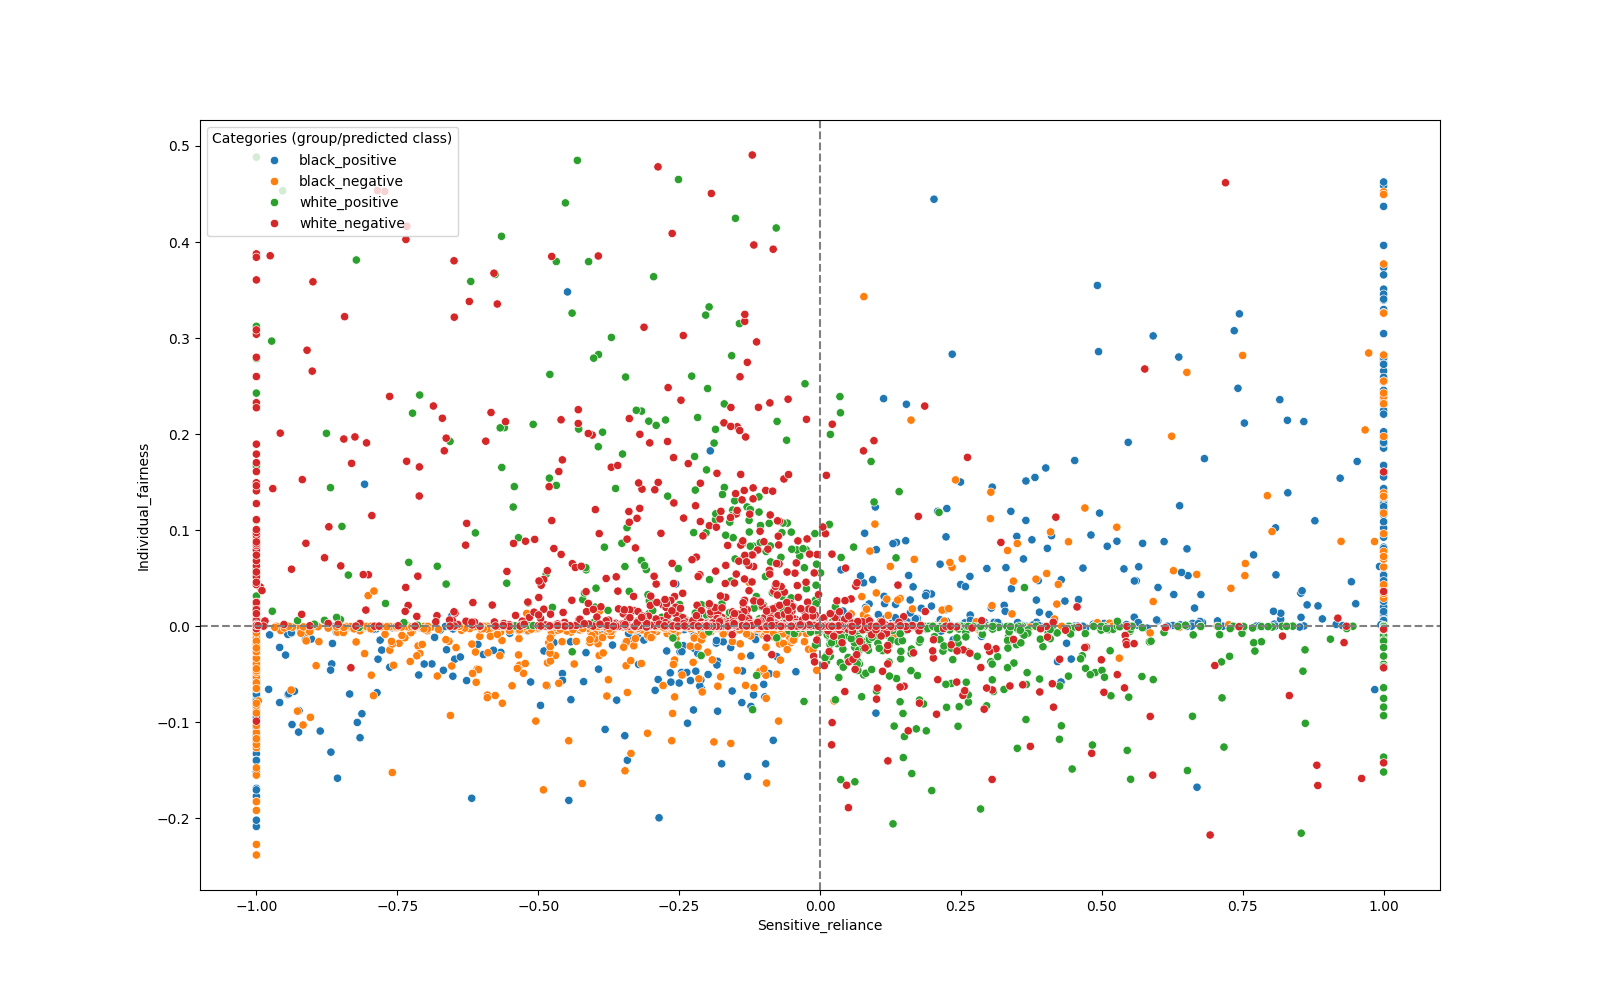 Categories (group/predicted class)
black_positive
black_negative
white_positive
white_negative
0.5
0.4
0.3
0.2
0.1
0.0
−0.1
−0.2
Individual_fairness
−1.00
−0.75
−0.50
−0.25
0.00
0.25
0.50
0.75
1.00
Sensitive_reliance